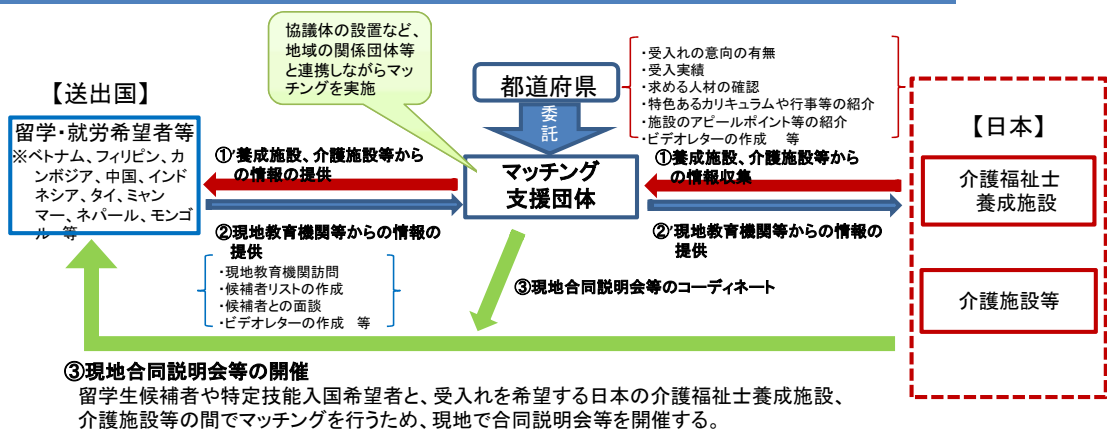 協議体の設置など、
地域の関係団体等
と連携しながらマッ
チングを実施
都道府県
委
託
・受入れの意向の有無
・受入実績
・求める人材の確認
・特色あるカリキュラムや行事等の紹介
・施設のアピールポイント等の紹介
・ビデオレターの作成　等
【送出国】
留学・就労希望者等
※ベトナム、フィリピン、カ
ンボジア、中国、インド
ネシア、タイ、ミャン
マー、ネパール、モンゴ
ル　等
①’養成施設、介護施設等から
の情報の提供
マッチング
支援団体
①養成施設、介護施設等から
の情報収集
【日本】
介護福祉士
養成施設
②現地教育機関等からの情報の
提供
②’現地教育機関等からの情報の
提供
・現地教育機関訪問
・候補者リストの作成
・候補者との面談
・ビデオレターの作成　等
③現地合同説明会等のコーディネート
介護施設等
③現地合同説明会等の開催
留学生候補者や特定技能入国希望者と、受入れを希望する日本の介護福祉士養成施設、
介護施設等の間でマッチングを行うため、現地で合同説明会等を開催する。